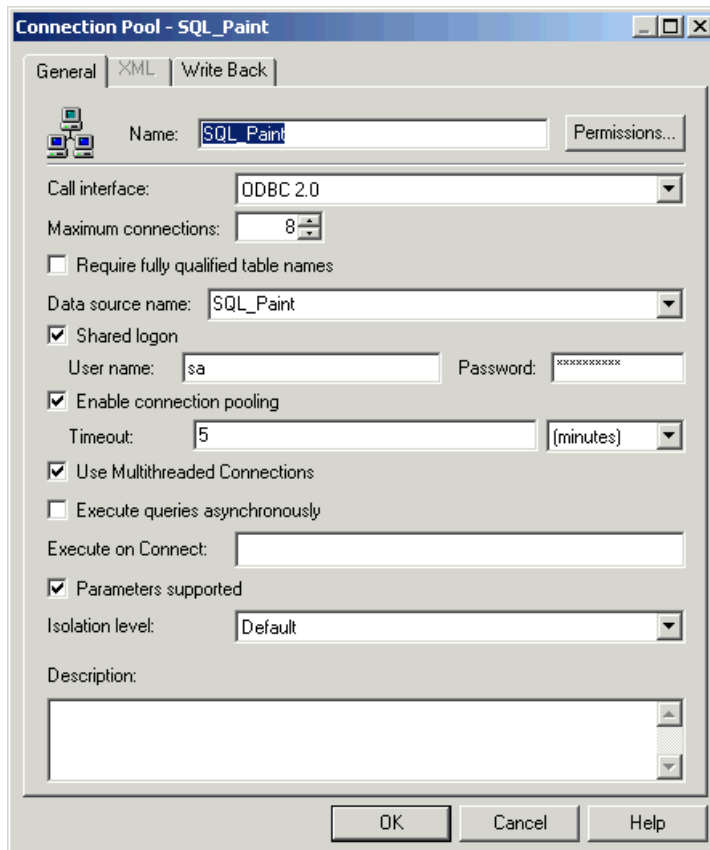 Connection Pool - SQL_Paint
General XML Write Back
Name: SQL_Paint Permissions...
Call interface: ODBC 2.0
Maximum connections: 8
Require fully qualified table names
Data source name: SQL_Paint
Shared logon
User name: sa Password: **********
Enable connection pooling
Timeout: 5 (minutes)
Use Multithreaded Connections
Execute queries asynchronously
Execute on Connect:
Parameters supported
Isolation level: Default
Description:
OK Cancel Help